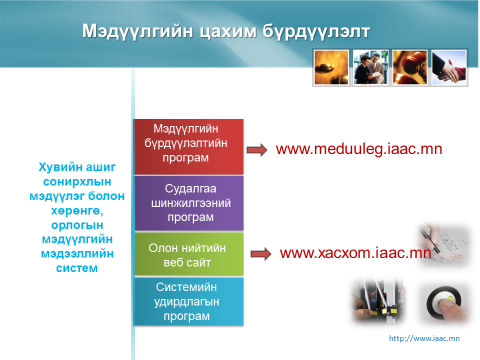 Мэдүүлгийн цахим бүрдүүлэлт
Хувийн ашиг
сонирхлын
мэдүүлэг болон
хөрөнгө,
орлогын
мэдүүлгийн
мэдээллийн
систем
Мэдүүлгийн
бүрдүүлэлтийн
програм
www.meduuleg.iaac.mn
Судалгаа
шинжилгээний
програм
Олон нийтийн
веб сайт
www.xacxom.iaac.mn
Системийн
удирдлагын
програм
http://www.iaac.mn